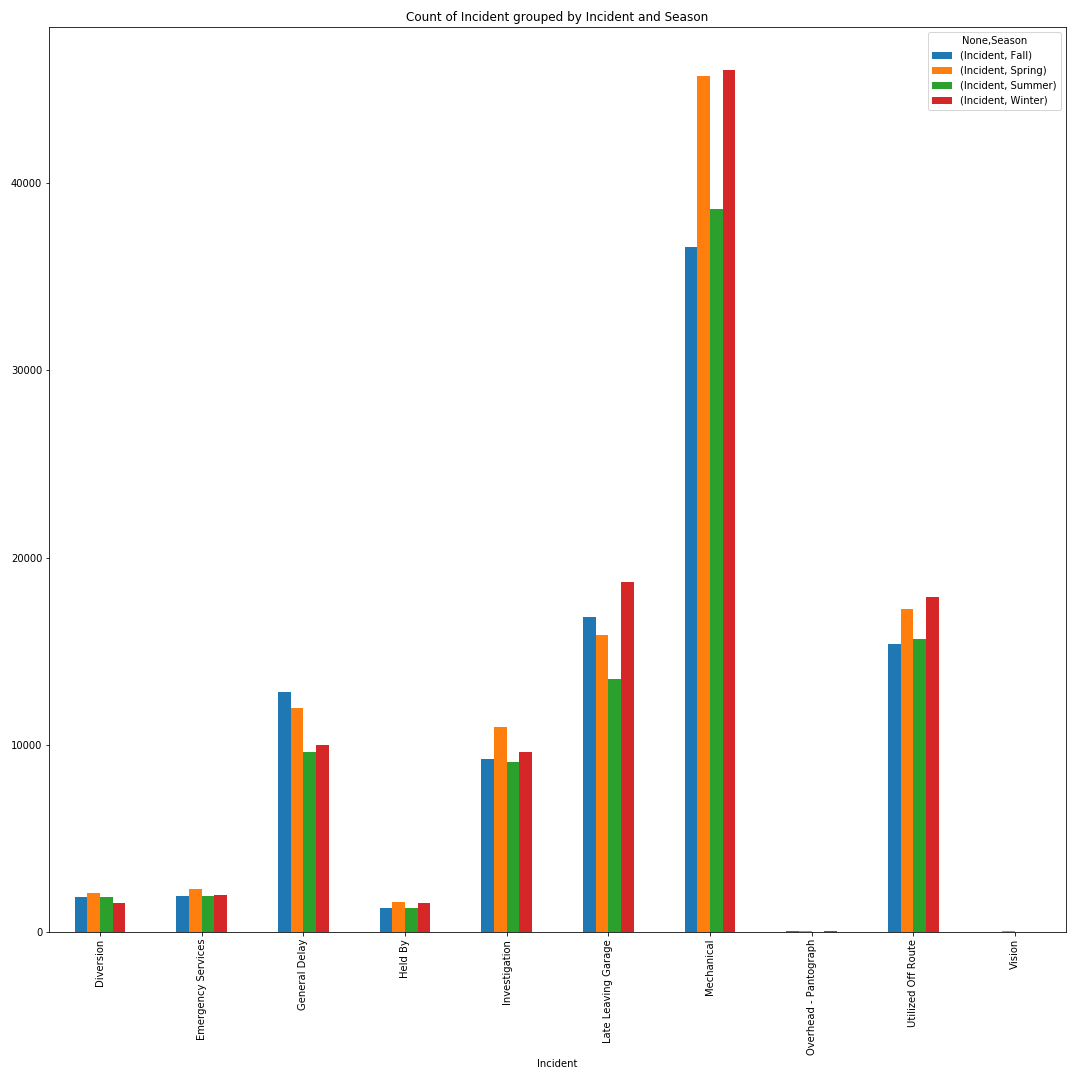 Count of Incident grouped by Incident and Season
None,Season
(Incident, Fall)
(Incident, Spring)
(Incident, Summer)
(Incident, Winter)
40000
30000
20000
10000
0
Diversion
Emergency Services
General Delay
Held By
Investigation
Late Leaving Garage
Mechanical
Overhead - Pantograph
Utilized Off Route
Vision
Incident